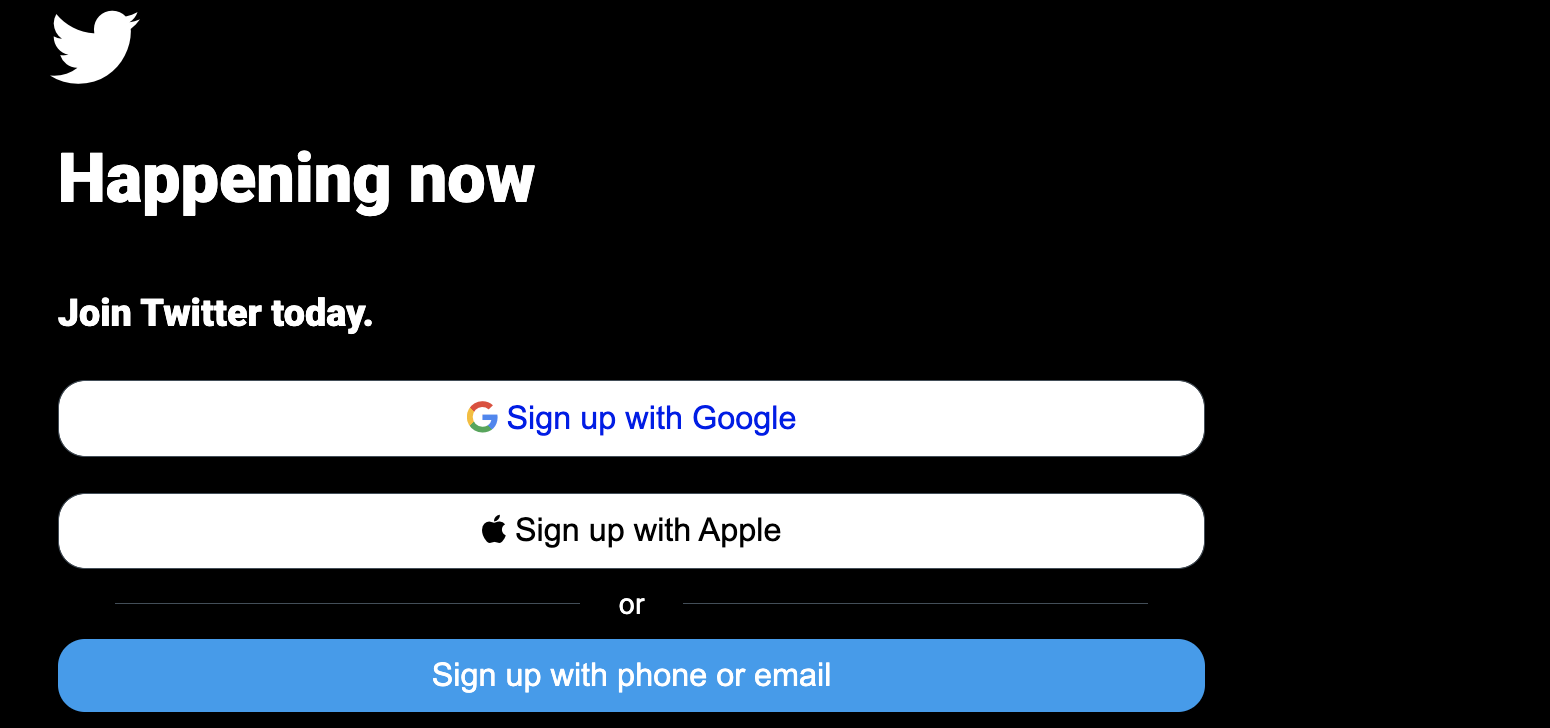 Happening now
Join Twitter today.
Sign up with Google
Sign up with Apple
or
Sign up with phone or email